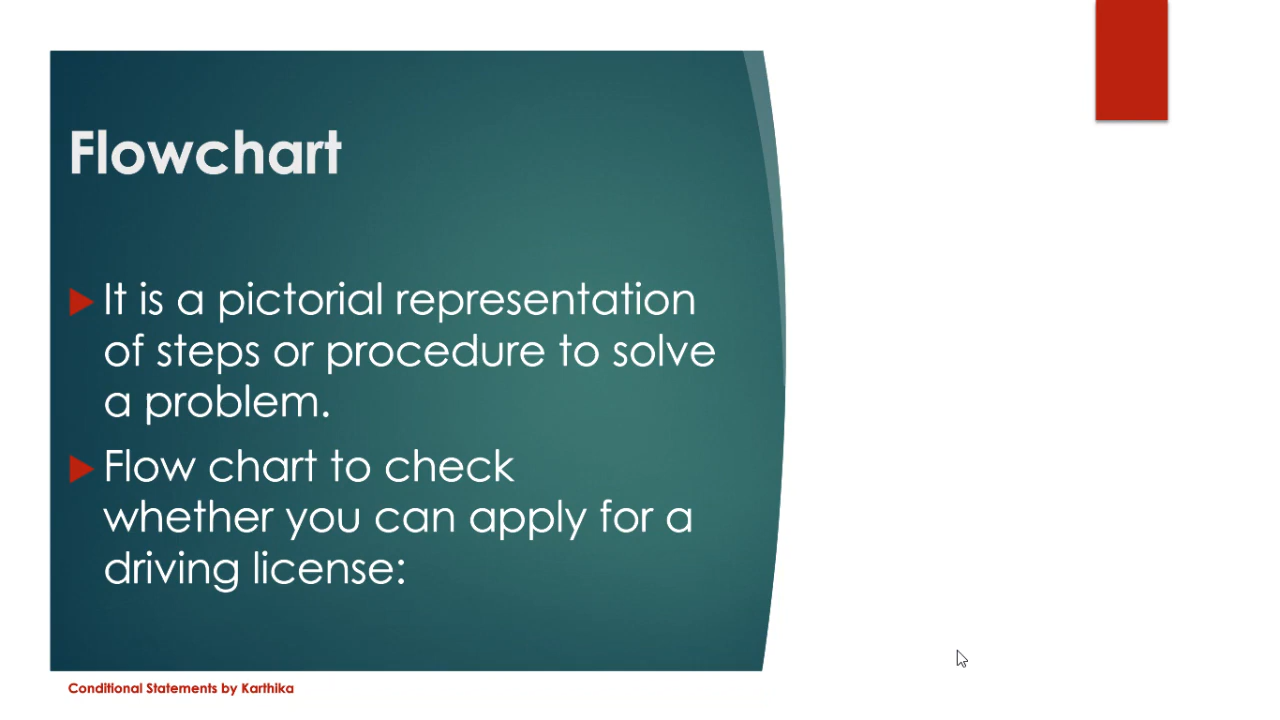 Flowchart
It is a pictorial representation
of steps or procedure to solve
a problem.
Flow chart to check
whether you can apply for a
driving license:
Conditional Statements by Karthika